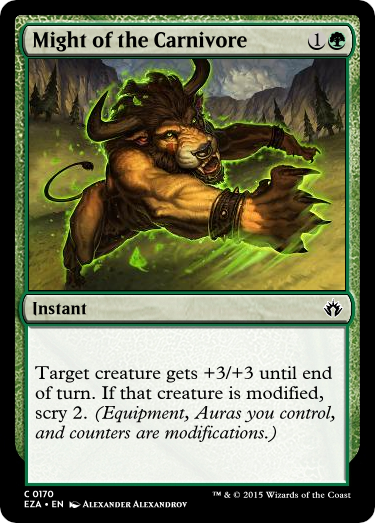 Might of the Carnivore 1
Instant
Target creature gets +3/+3 until end
of turn. If that creature is modified,
scry 2. (Equipment, Auras you control,
and counters are modifications.)
C 0170
EZA • EN Alexander Alexandrov
™ & © 2015 Wizards of the Coast